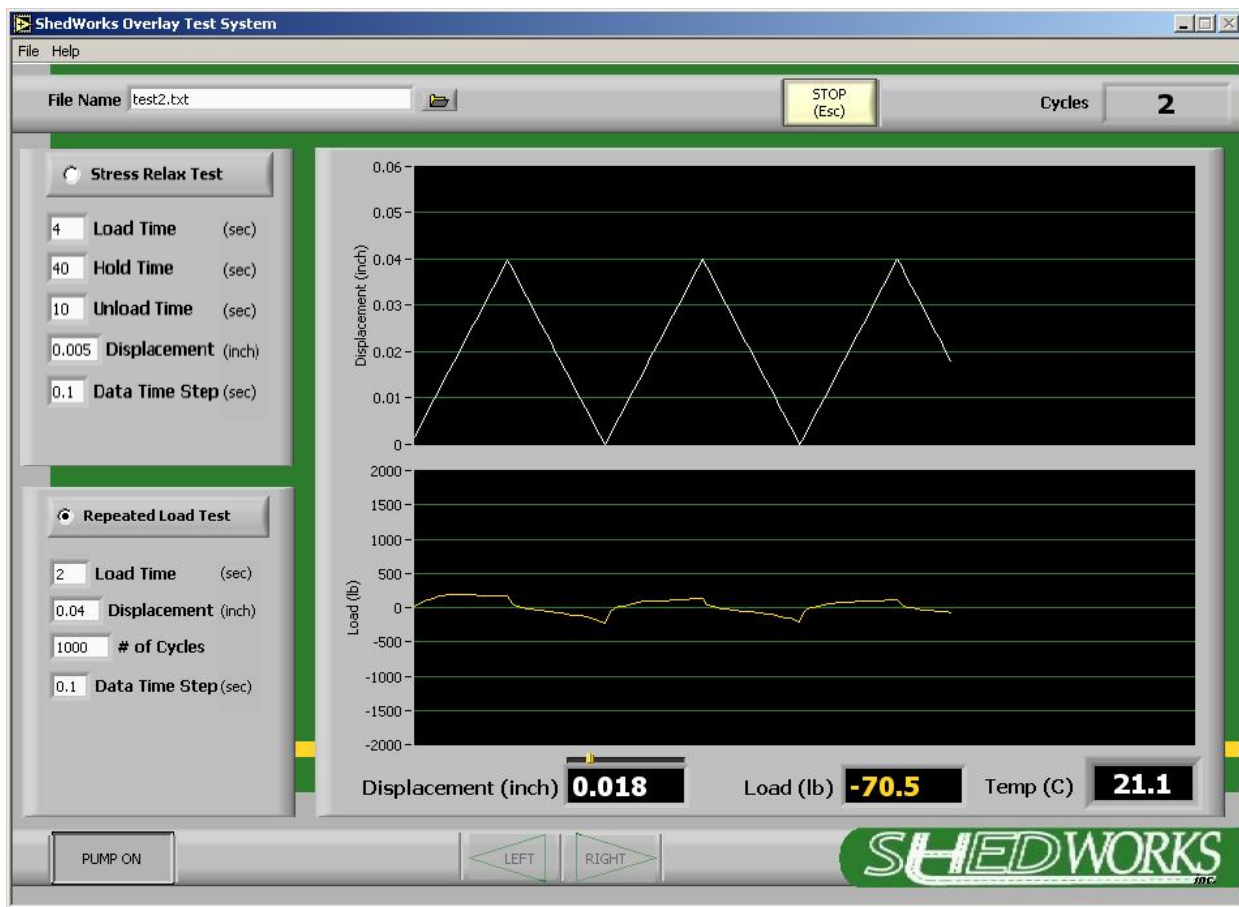 ShedWorks Overlay Test System
File Help
File Name test2.txt
STOP
(Esc)
Cycles 2
Stress Relax Test
4 Load Time (sec)
40 Hold Time (sec)
10 Unload Time (sec)
0.005 Displacement (inch)
0.1 Data Time Step (sec)
Repeated Load Test
2 Load Time (sec)
0.04 Displacement (inch)
1000 # of Cycles
0.1 Data Time Step (sec)
Displacement (inch)
0.06
0.05
0.04
0.03
0.02
0.01
0
Load (lb)
2000
1500
1000
500
0
-500
-1000
-1500
-2000
Displacement (inch) 0.018 Load (lb) -70.5 Temp (C) 21.1
PUMP ON
LEFT RIGHT
SHEDWORKS
inc.